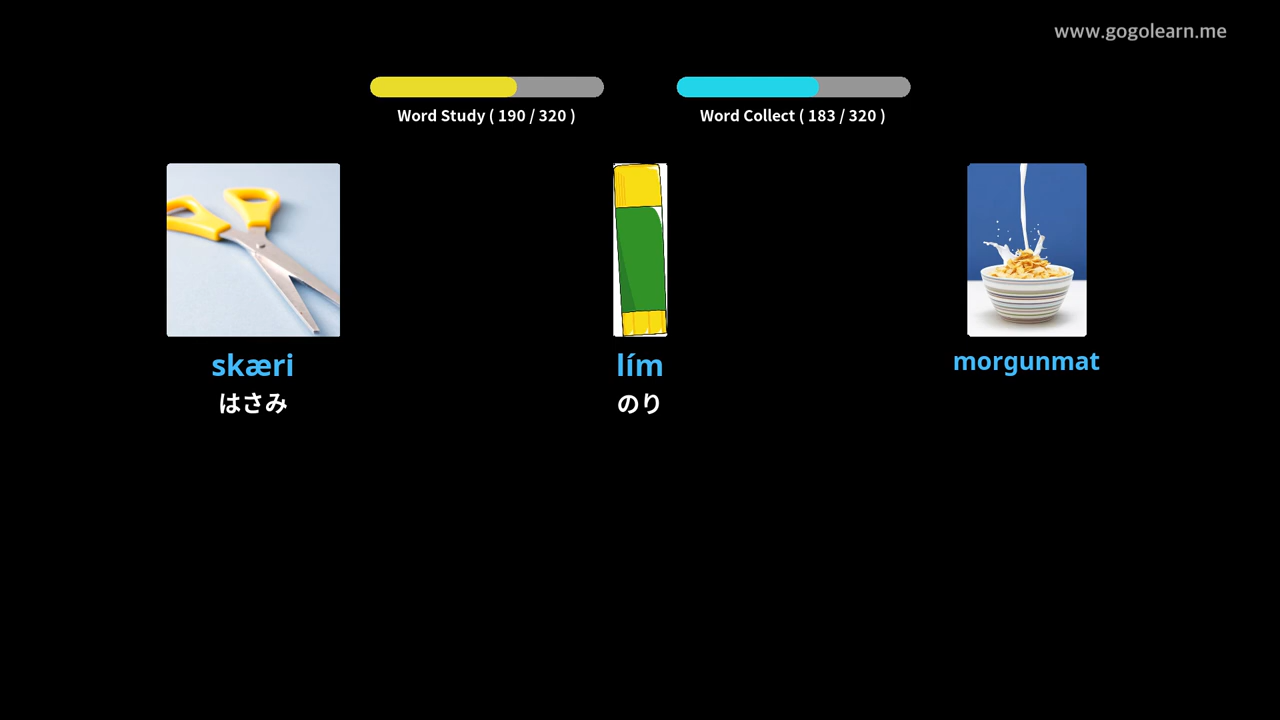 www.gogolearn.me
Word Study ( 190 / 320 )
Word Collect ( 183 / 320 )
skæri
lím
morgunmat
はさみ
のり